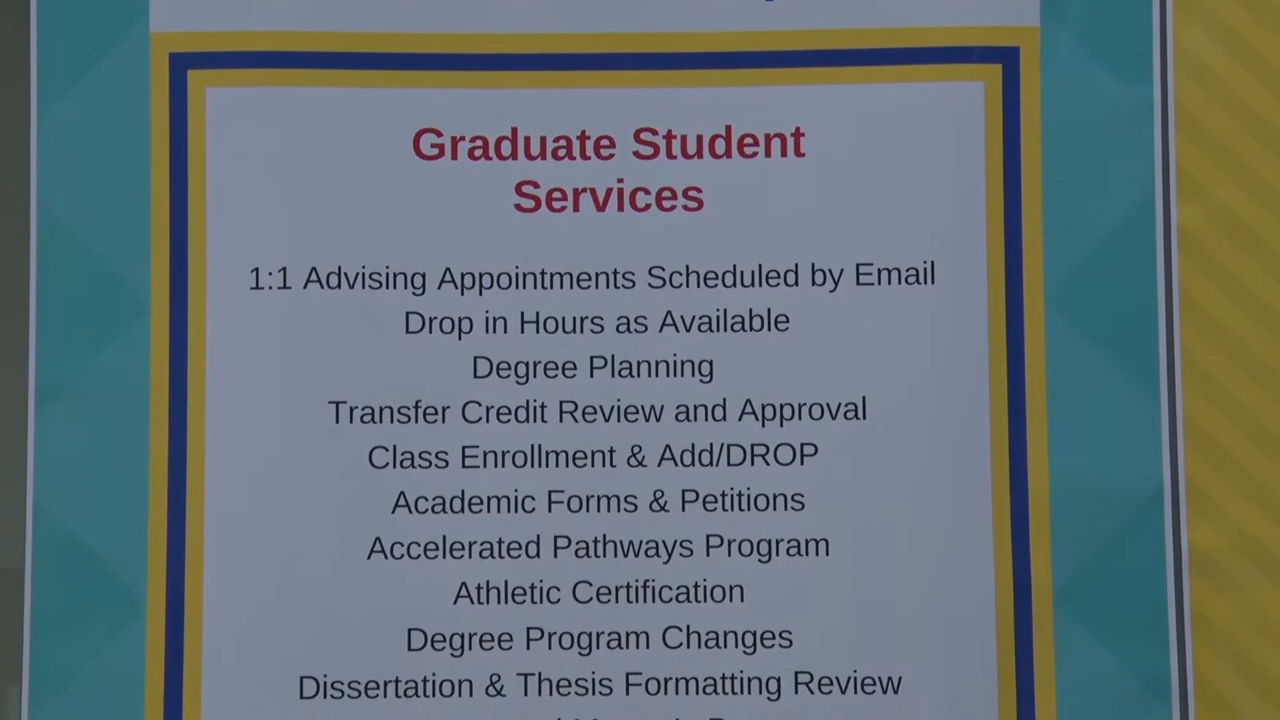 Graduate Student
Services
1:1 Advising Appointments Scheduled by Email
Drop in Hours as Available
Degree Planning
Transfer Credit Review and Approval
Class Enrollment & Add/DROP
Academic Forms & Petitions
Accelerated Pathways Program
Athletic Certification
Degree Program Changes
Dissertation & Thesis Formatting Review